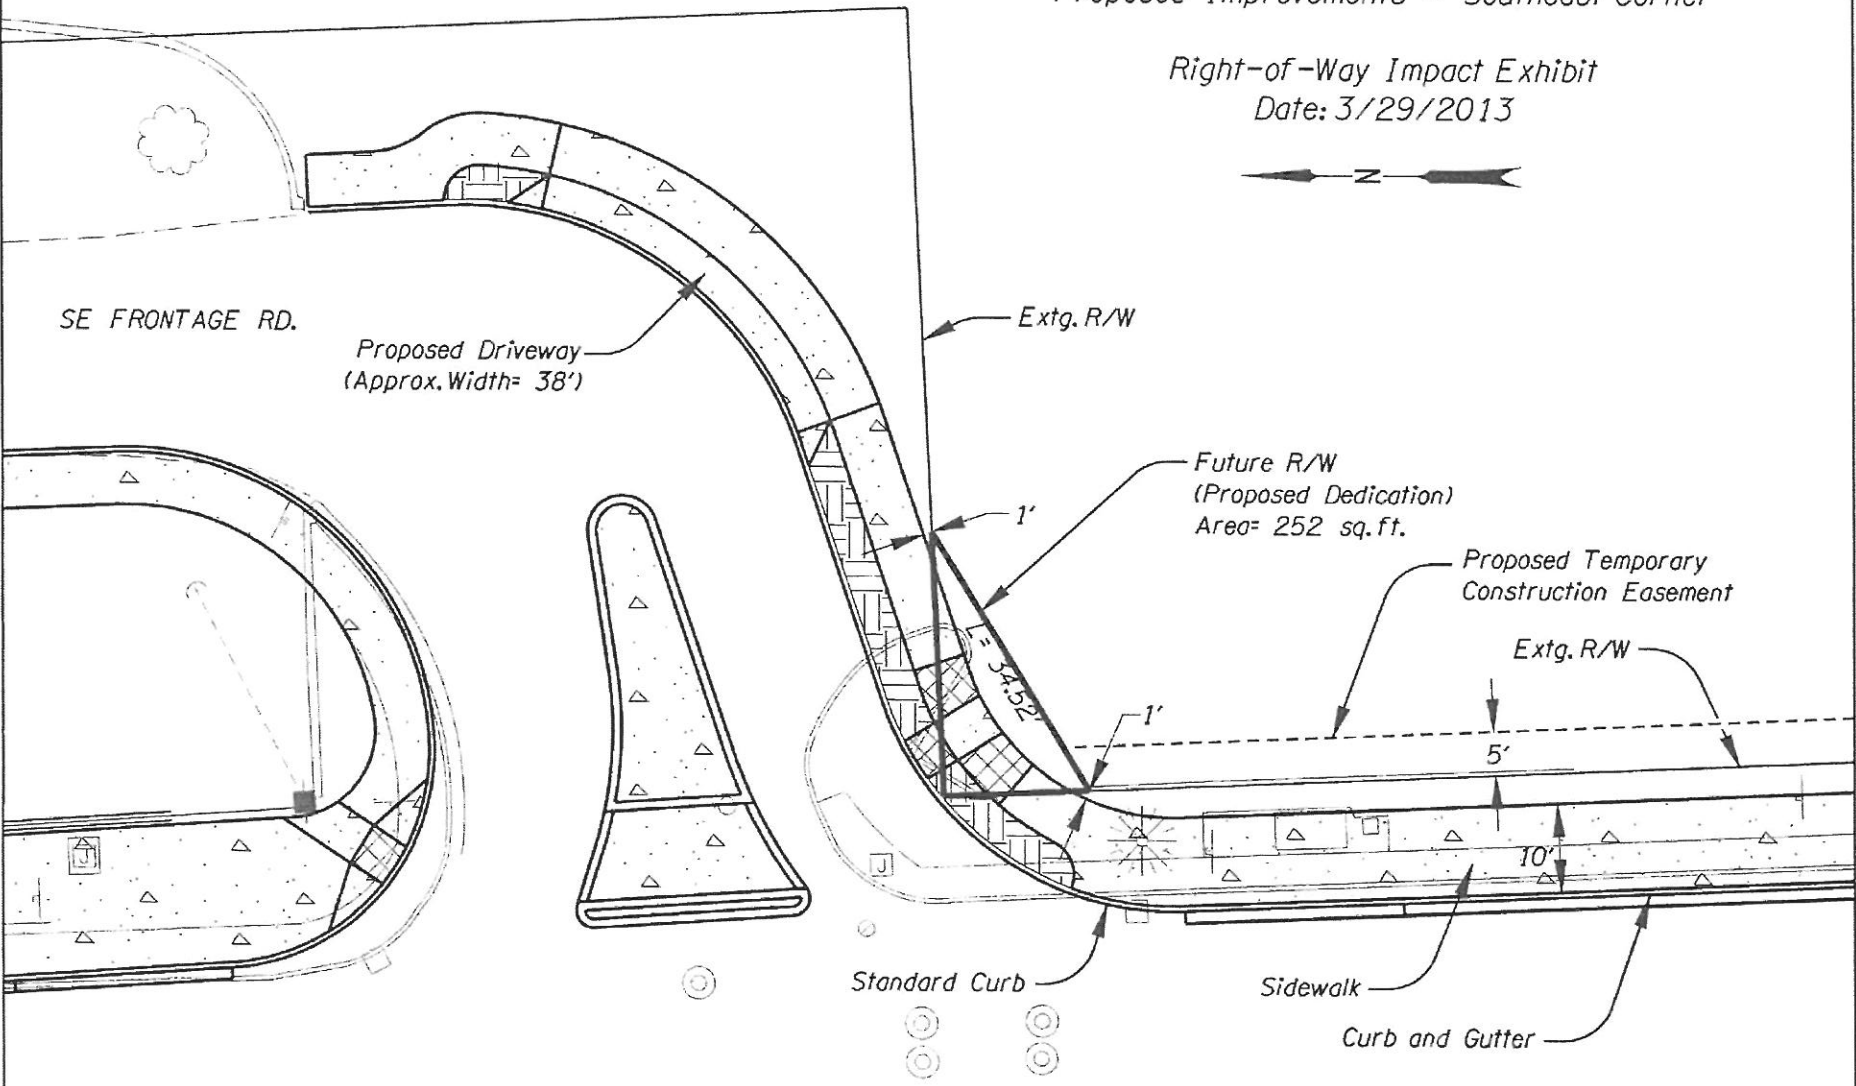 Right-of-Way Impact Exhibit
Date: 3/29/2013
N
SE FRONTAGE RD.
Proposed Driveway
(Approx. Width= 38')
Extg. R/W
Future R/W
(Proposed Dedication)
Area= 252 sq. ft.
1'
Proposed Temporary
Construction Easement
Extg. R/W
L= 34.52'
1'
5'
10'
J
J
Standard Curb
Sidewalk
Curb and Gutter